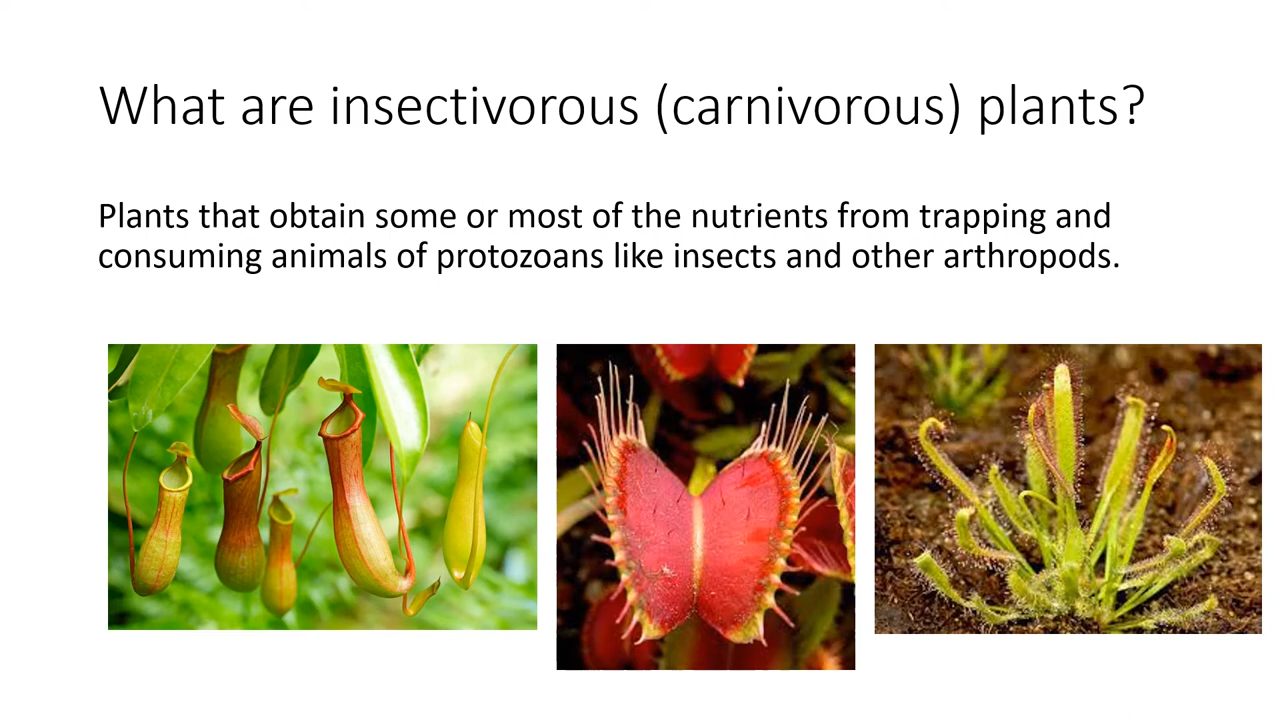 What are insectivorous (carnivorous) plants?
Plants that obtain some or most of the nutrients from trapping and
consuming animals of protozoans like insects and other arthropods.